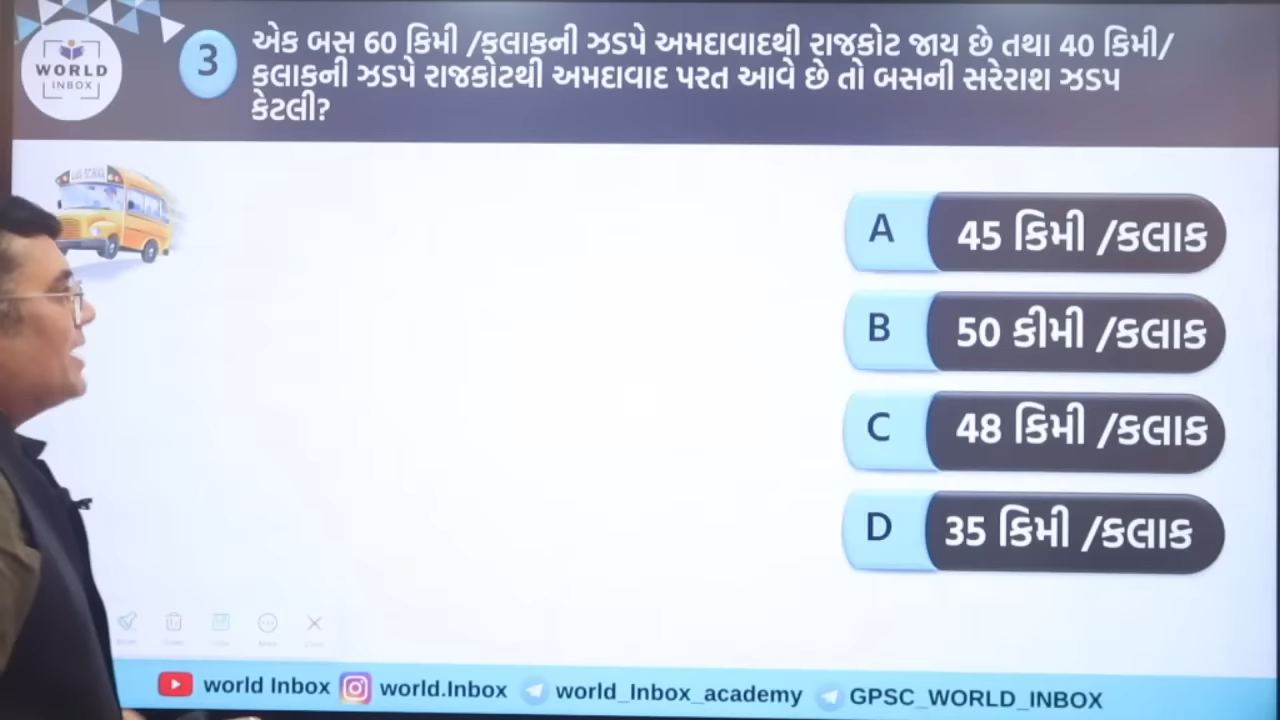 WORLD
INBOX
3
એક બસ 60 કિમી /કલાકની ઝડપે અમદાવાદથી રાજકોટ જાય છે તથા 40 કિમી/
કલાકની ઝડપે રાજકોટથી અમદાવાદ પરત આવે છે તો બસની સરેરાશ ઝડપ
કેટલી?
A 45 કિમી /કલાક
B 50 કીમી /કલાક
C 48 કિમી /કલાક
D 35 કિમી /કલાક
world Inbox world.Inbox world_Inbox_academy GPSC_WORLD_INBOX